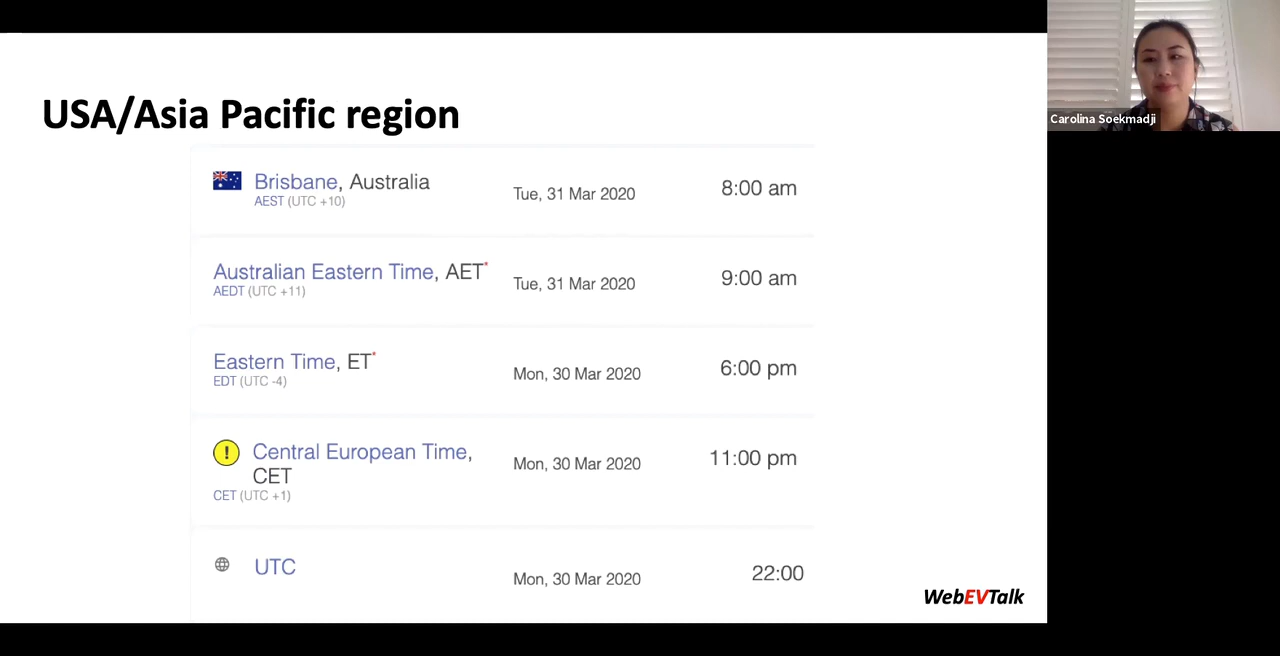 USA/Asia Pacific region
Carolina Soekmadji
Brisbane, Australia
AEST (UTC +10)
Tue, 31 Mar 2020
8:00 am
Australian Eastern Time, AET*
AEDT (UTC +11)
Tue, 31 Mar 2020
9:00 am
Eastern Time, ET*
EDT (UTC -4)
Mon, 30 Mar 2020
6:00 pm
!
Central European Time,
CET
CET (UTC +1)
Mon, 30 Mar 2020
11:00 pm
UTC
Mon, 30 Mar 2020
22:00
WebEVTalk